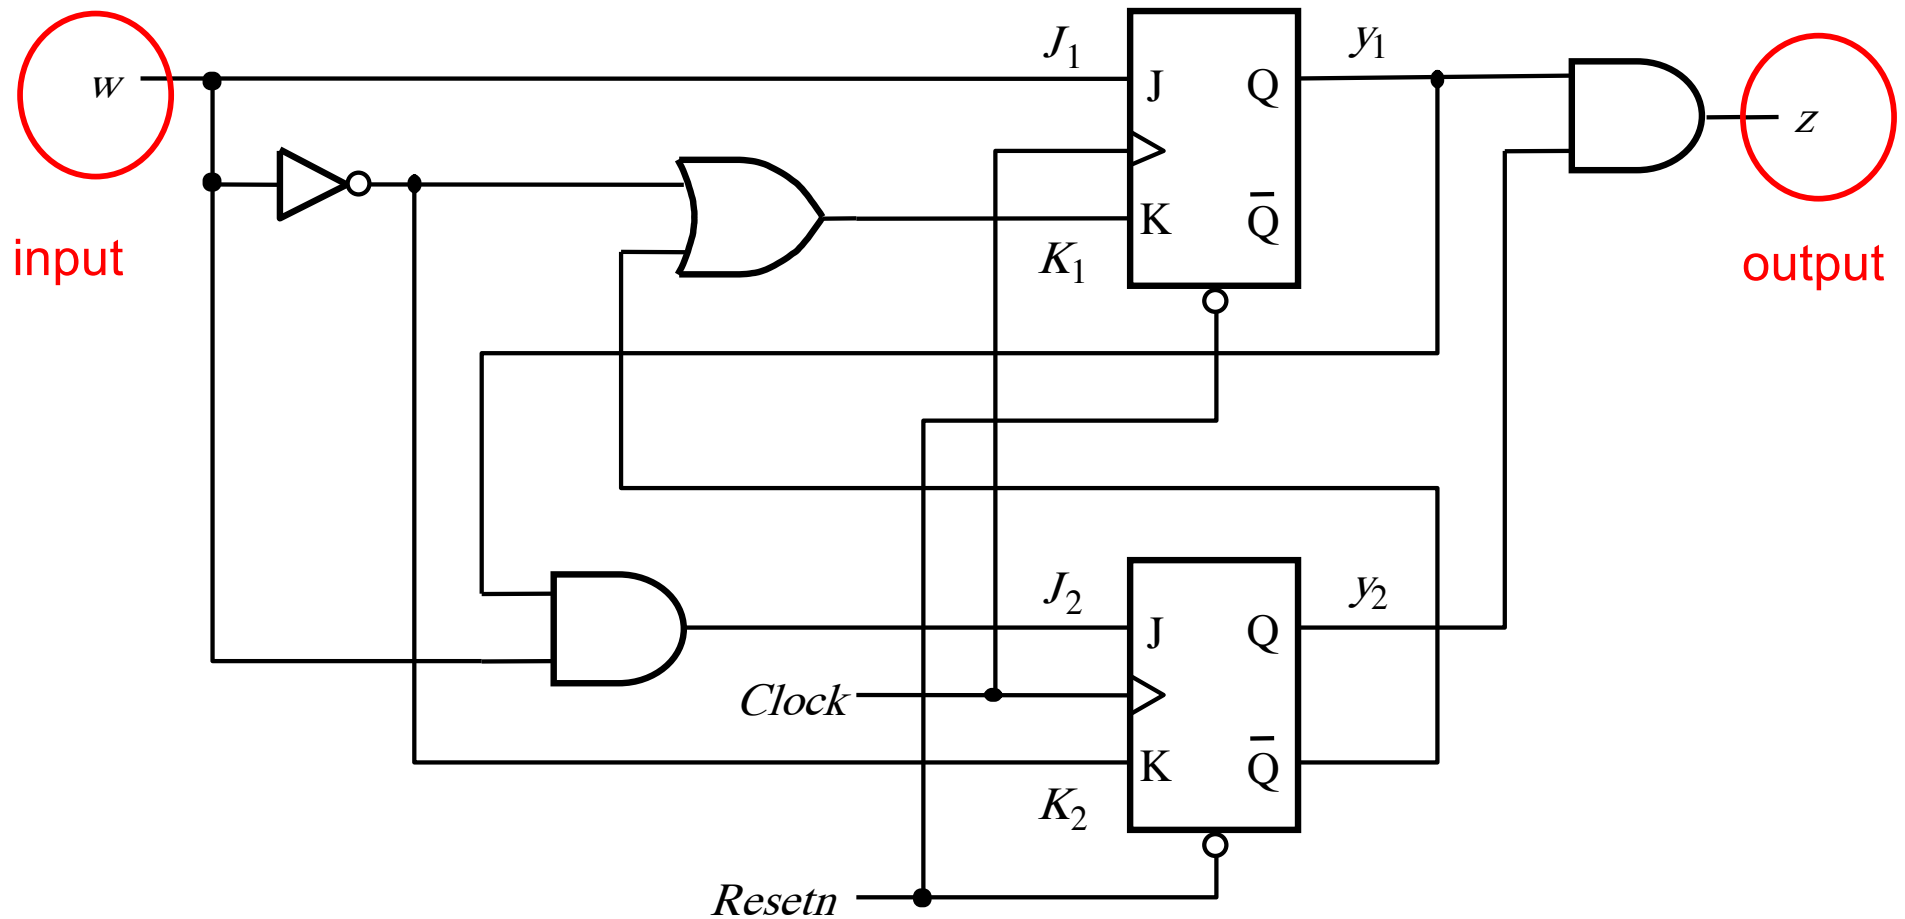 w
input
J1
J Q
K Q̅
K1
y1
z
output
J2
J Q
K Q̅
K2
y2
Clock
Resetn